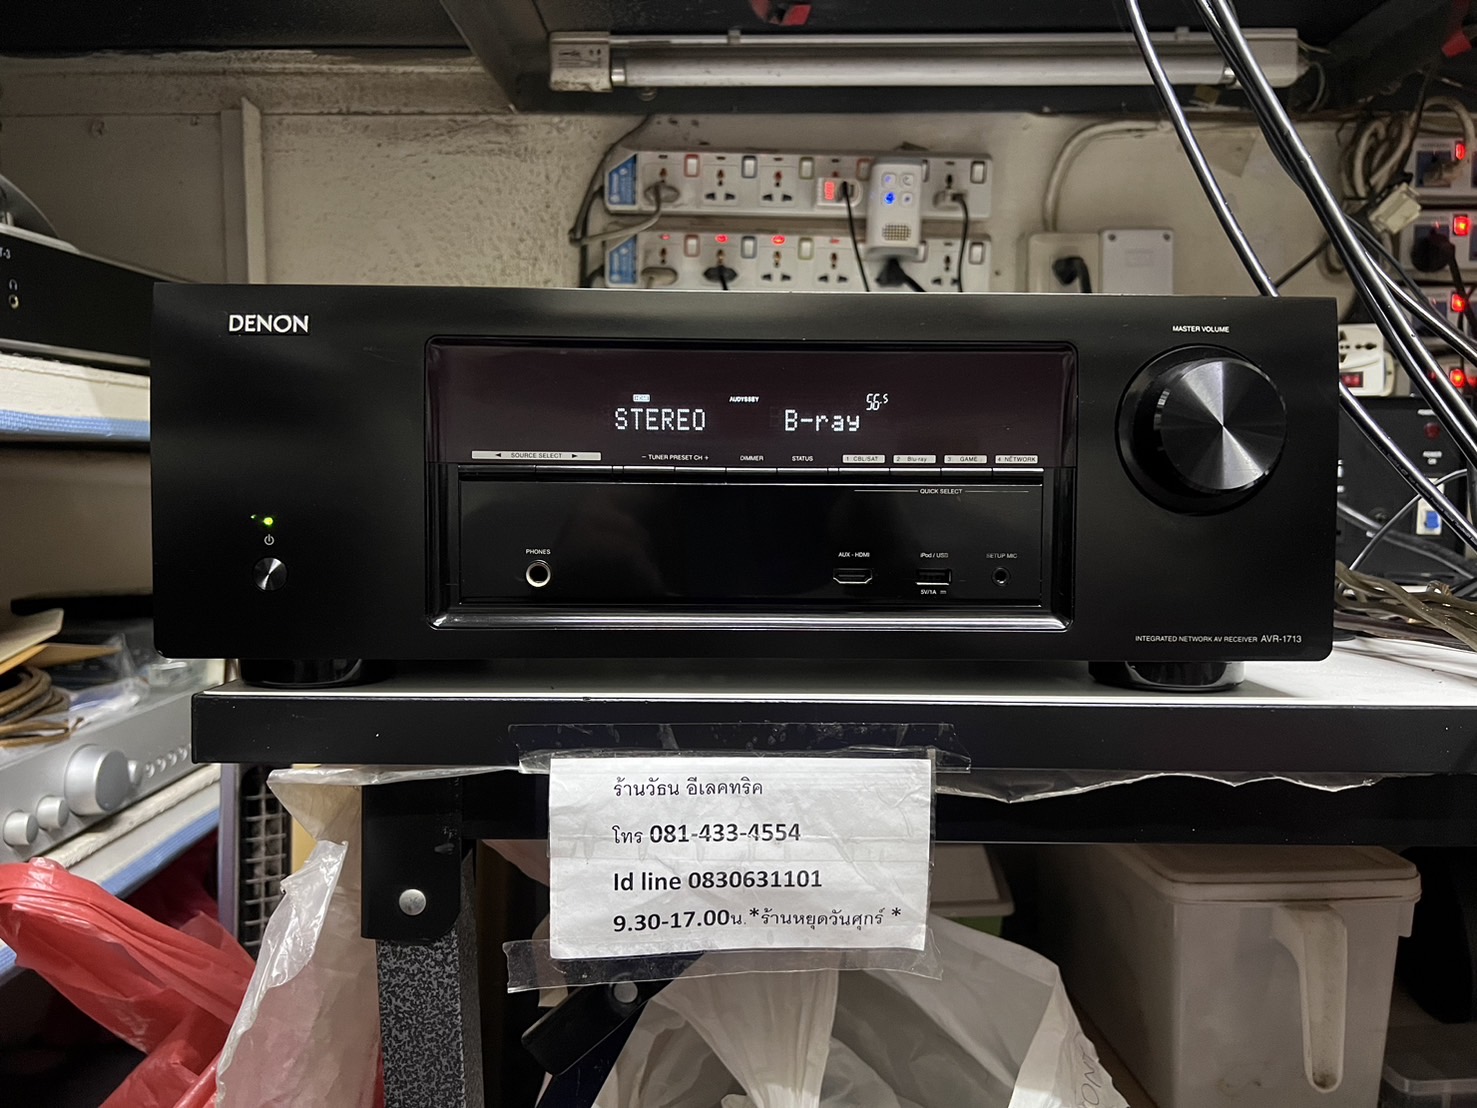 DENON
MASTER VOLUME
AUDYSSEY
56.5
STEREO B-ray
◄ SOURCE SELECT ► – TUNER PRESET CH + DIMMER STATUS 1 CBL/SAT 2 Blu-ray 3 GAME 4 NETWORK
QUICK SELECT
PHONES AUX - HDMI iPod / USB SETUP MIC
5V/1A
INTEGRATED NETWORK AV RECEIVER AVR-1713
ร้านวัธน อีเลคทริค
โทร 081-433-4554
Id line 0830631101
9.30-17.00น.*ร้านหยุดวันศุกร์ *